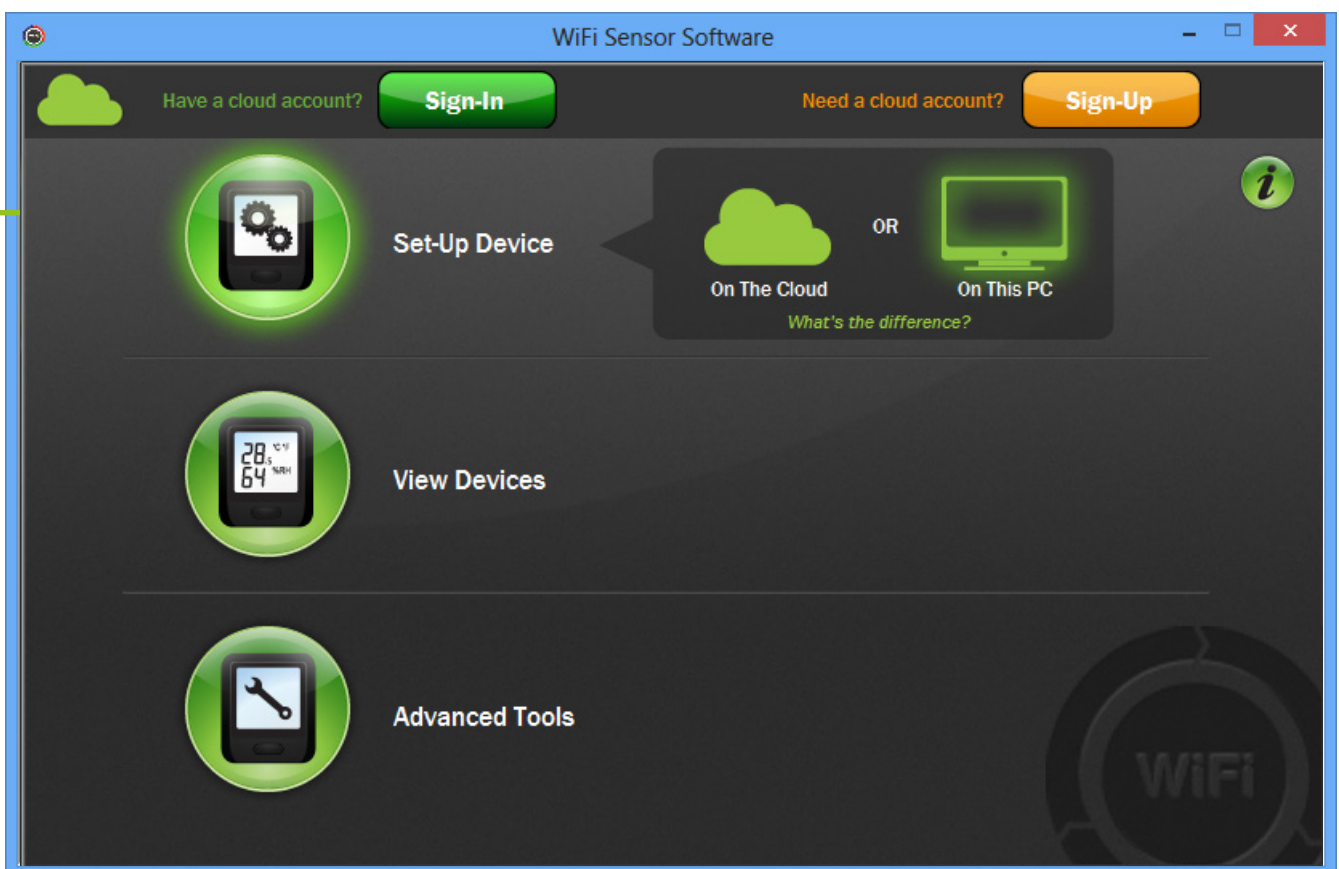 WiFi Sensor Software
Have a cloud account?
Sign-In
Need a cloud account?
Sign-Up
i
Set-Up Device
OR
On The Cloud
On This PC
What's the difference?
28.5 °C °F
64 %RH
View Devices
Advanced Tools
WiFi